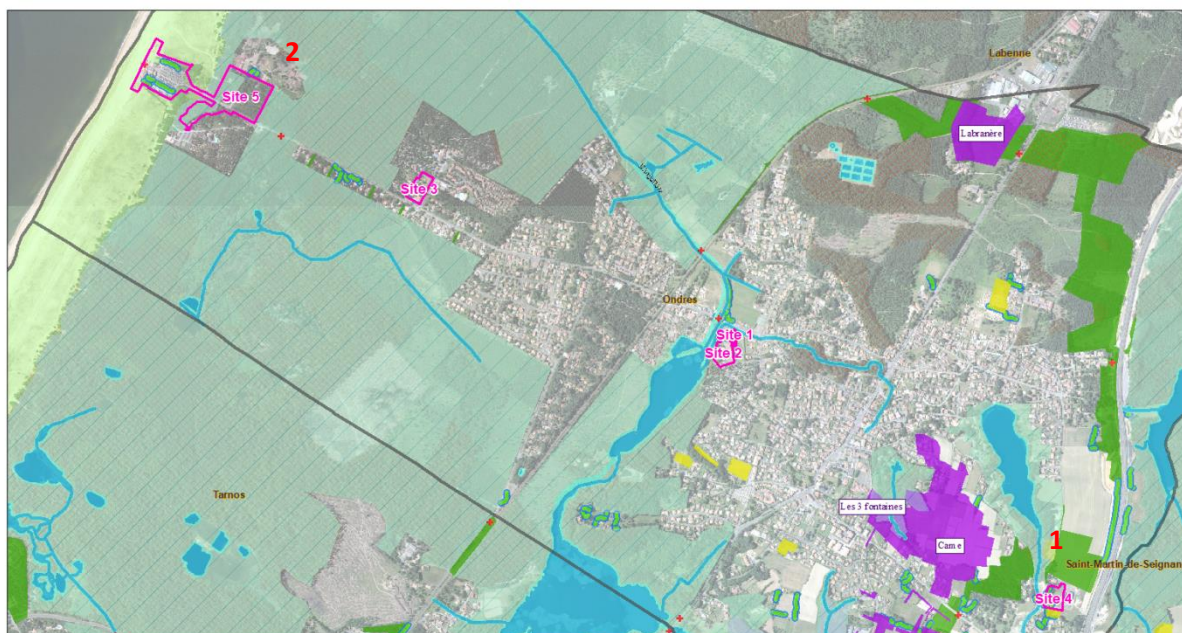 2
Labenne
Site 5
Labranère
Site 3
Ondres
Site 1
Site 2
Tarnos
Les 3 fontaines
Came
1
Saint-Martin-de-Seignan
Site 4